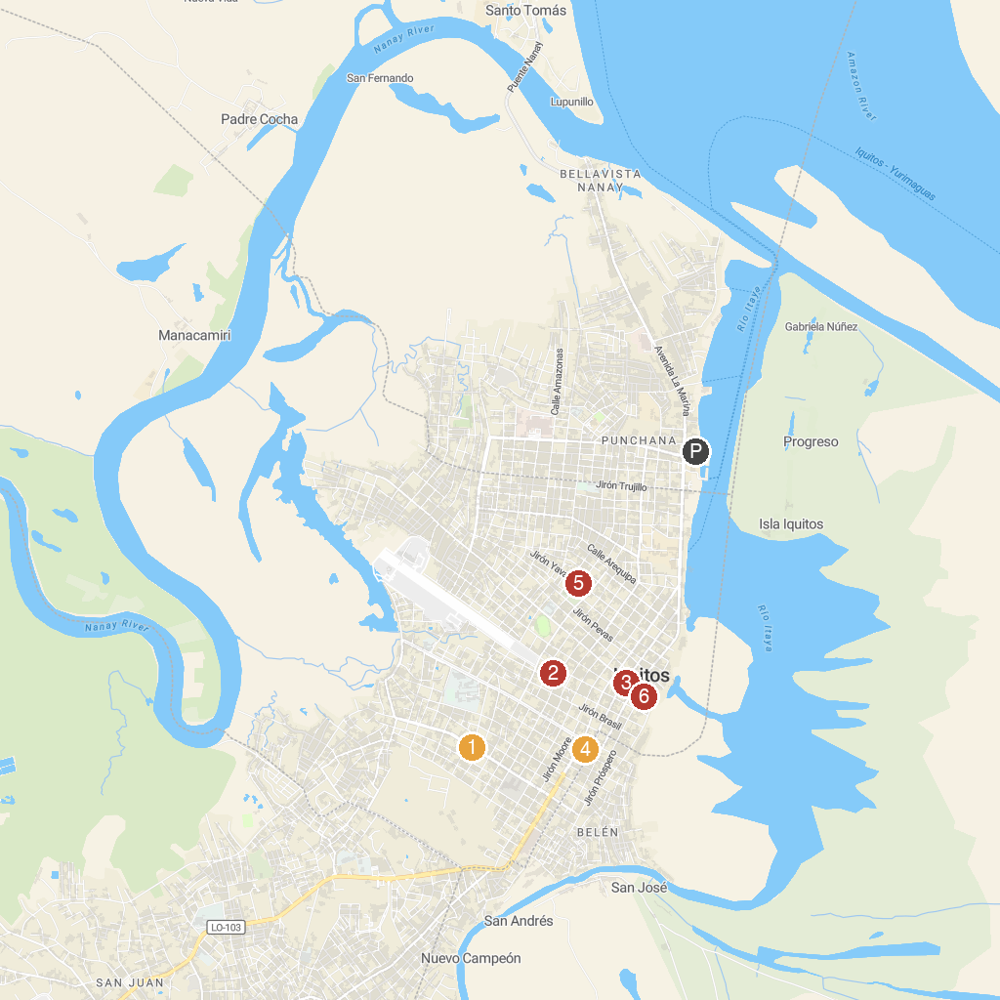 Santo Tomás
Nanay River
Puente Nanay
San Fernando
Lupunillo
Padre Cocha
Amazon River
Iquitos - Yurimaguas
BELLAVISTA
NANAY
Río Itaya
Gabriela Núñez
Manacamiri
Calle Amazonas
Avenida La Marina
PUNCHANA
P
Progreso
Jirón Trujillo
Isla Iquitos
Calle Arequipa
5
Jirón Pevas
Río Itaya
Nanay River
2
3
6
Jirón Brasil
1
4
Jirón Moore
Jirón Próspero
BELÉN
San José
San Andrés
LO-103
Nuevo Campeón
SAN JUAN